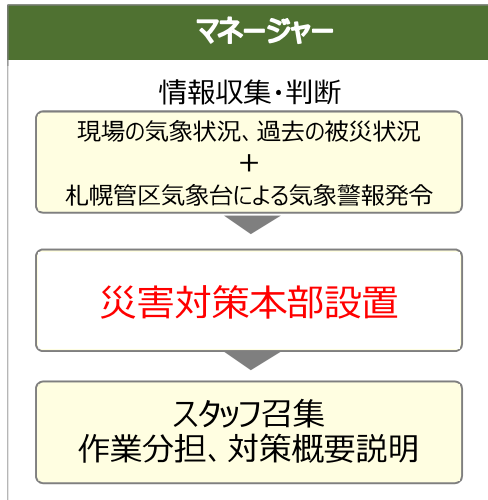 マネージャー
情報収集・判断
現場の気象状況、過去の被災状況
+
札幌管区気象台による気象警報発令
災害対策本部設置
スタッフ召集
作業分担、対策概要説明